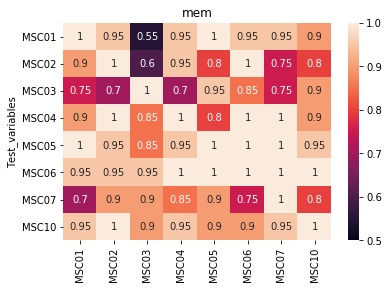 mem
MSC01 1 0.95 0.55 0.95 1 0.95 0.95 0.9
MSC02 0.9 1 0.6 0.95 0.8 1 0.75 0.8
MSC03 0.75 0.7 1 0.7 0.95 0.85 0.75 0.9
MSC04 0.9 1 0.85 1 0.8 1 1 0.9
MSC05 1 0.95 0.85 0.95 1 1 1 0.95
MSC06 0.95 0.95 0.95 1 1 1 1 1
MSC07 0.7 0.9 0.9 0.85 0.9 0.75 1 0.8
MSC10 0.95 1 0.9 0.95 0.9 0.9 0.95 1
MSC01 MSC02 MSC03 MSC04 MSC05 MSC06 MSC07 MSC10
Test_variables
1.0
0.9
0.8
0.7
0.6
0.5